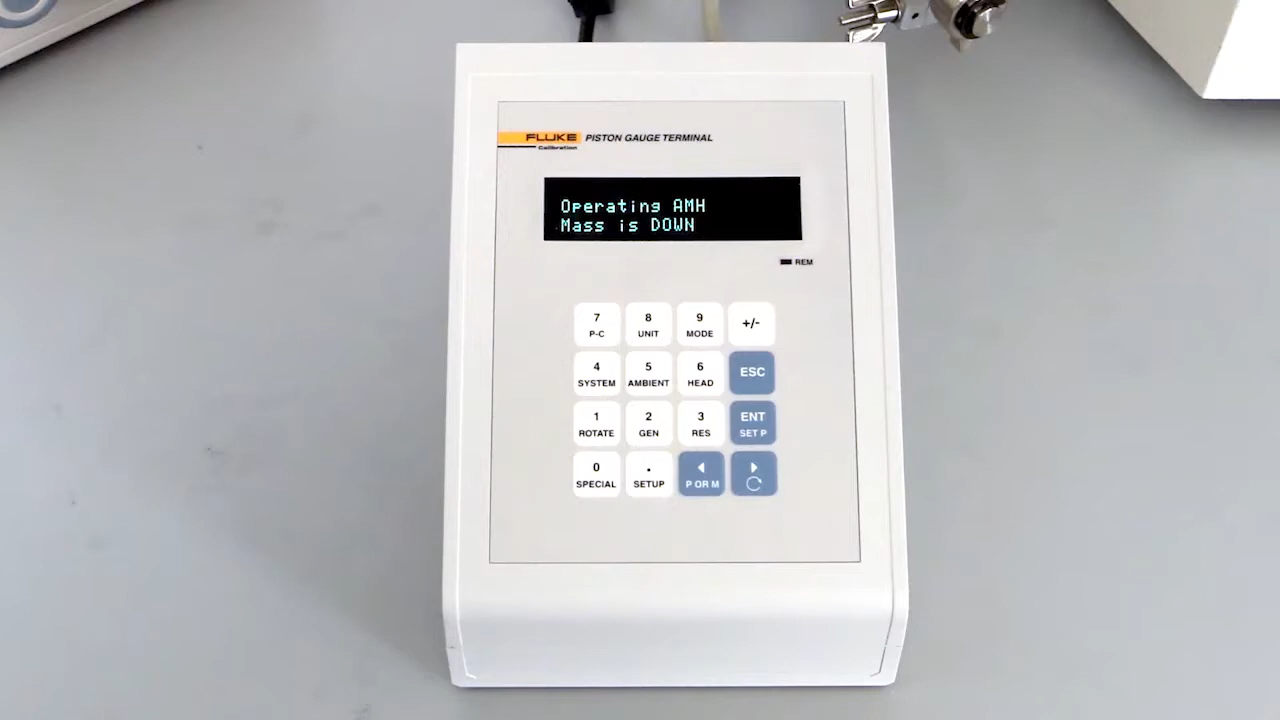 FLUKE
Calibration
PISTON GAUGE TERMINAL
Operating AMH
Mass is DOWN
REM
7 8 9 +/-
P-C UNIT MODE
4 5 6 ESC
SYSTEM AMBIENT HEAD
1 2 3 ENT
ROTATE GEN RES SET P
0 .
SPECIAL SETUP P OR M